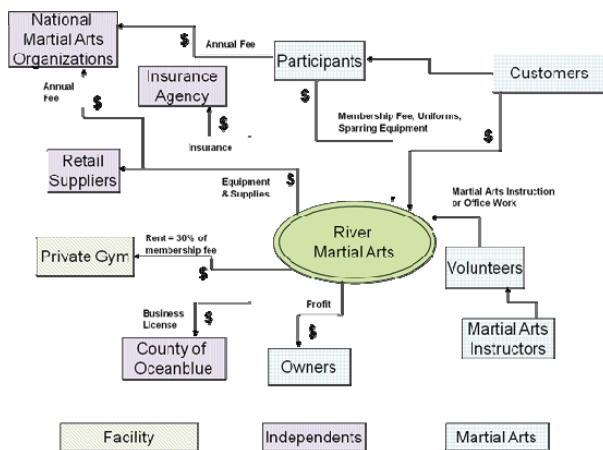 National
Martial Arts
Organizations
$
Annual Fee
Participants
Customers
Annual
Fee
$
Insurance
Agency
$
$
Membership Fee, Uniforms,
Sparring Equipment
$
Insurance
Retail
Suppliers
Equipment
& Supplies
$
Martial Arts Instruction
or Office Work
River
Martial Arts
Rent = 30% of
membership fee
Private Gym
$
Volunteers
Business
License
$
Profit
$
Martial Arts
Instructors
County of
Oceanblue
Owners
Facility
Independents
Martial Arts